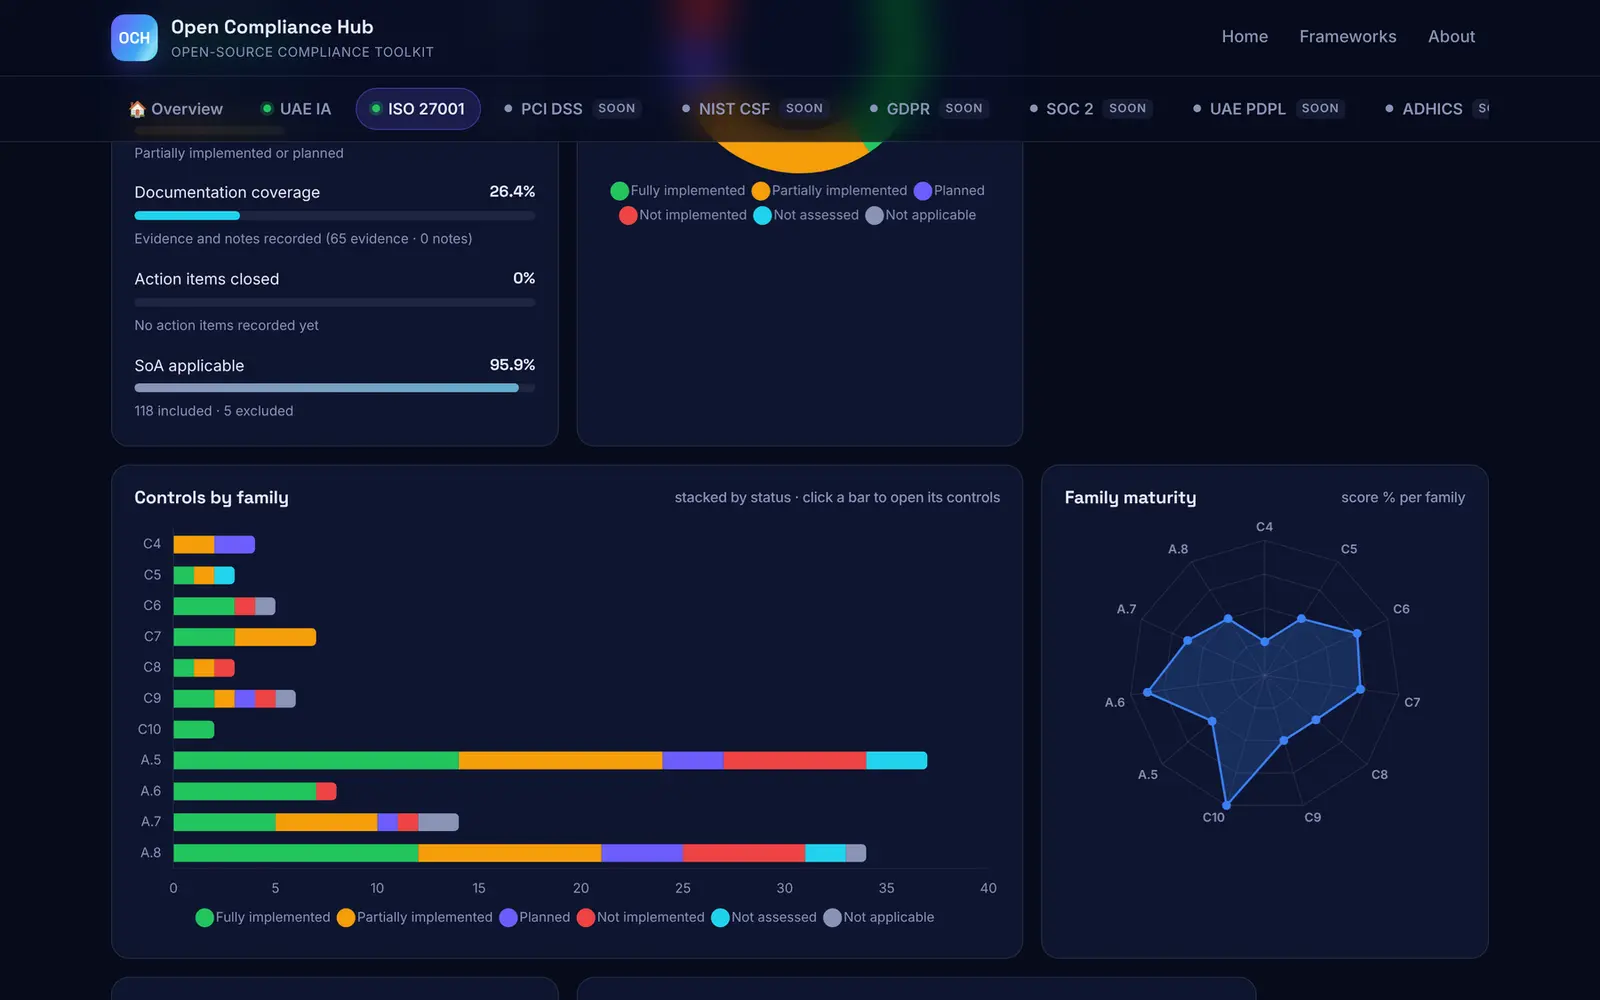 OCH
Open Compliance Hub
OPEN-SOURCE COMPLIANCE TOOLKIT
Home
Frameworks
About
Overview
UAE IA
ISO 27001
PCI DSS SOON
NIST CSF SOON
GDPR SOON
SOC 2 SOON
UAE PDPL SOON
ADHICS
Partially implemented or planned
Documentation coverage 26.4%
Evidence and notes recorded (65 evidence · 0 notes)
Action items closed 0%
No action items recorded yet
SoA applicable 95.9%
118 included · 5 excluded
Fully implemented Partially implemented Planned
Not implemented Not assessed Not applicable
Controls by family
stacked by status · click a bar to open its controls
C4
C5
C6
C7
C8
C9
C10
A.5
A.6
A.7
A.8
0 5 10 15 20 25 30 35 40
Fully implemented Partially implemented Planned Not implemented Not assessed Not applicable
Family maturity
score % per family
C4
A.8 C5
A.7 C6
A.6 C7
A.5 C8
C10 C9